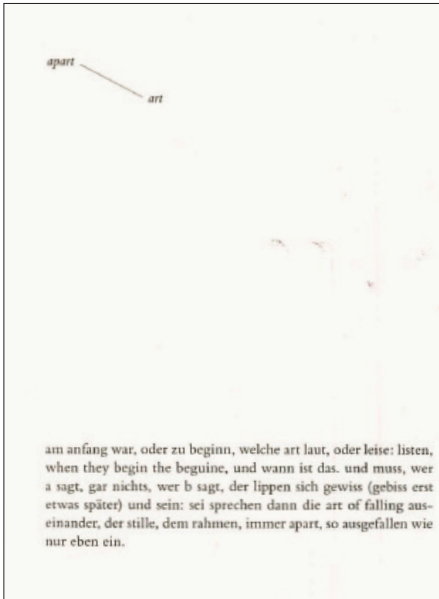 apart
art
am anfang war, oder zu beginn, welche art laut, oder leise: listen,
when they begin the beguine, und wann ist das. und muss, wer
a sagt, gar nichts, wer b sagt, der lippen sich gewiss (gebiss erst
etwas später) und sein: sei sprechen dann die art of falling aus-
einander, der stille, dem rahmen, immer apart, so ausgefallen wie
nur eben ein.